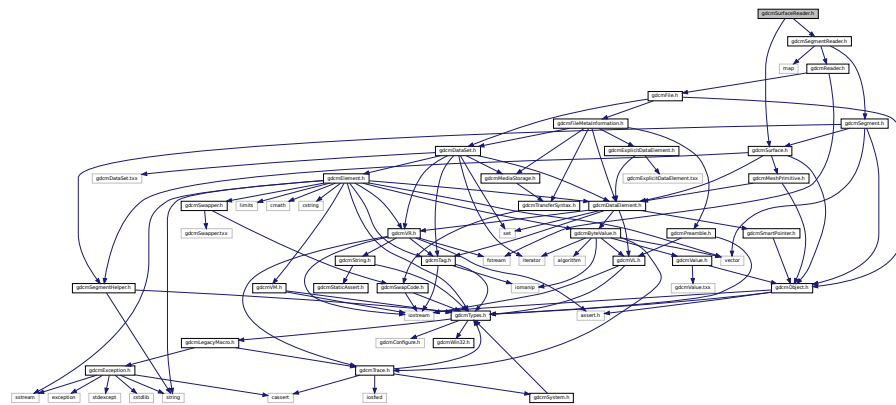 gdcmSurfaceReader.h
gdcmSegmentReader.h
map
gdcmReader.h
gdcmFile.h
gdcmFileMetaInformation.h
gdcmSegment.h
gdcmDataSet.h
gdcmExplicitDataElement.h
gdcmSurface.h
gdcmDataSet.txx
gdcmElement.h
gdcmMediaStorage.h
gdcmExplicitDataElement.txx
gdcmMeshPrimitive.h
gdcmSwapper.h
limits
cmath
cstring
gdcmTransferSyntax.h
gdcmDataElement.h
gdcmSwapper.txx
gdcmVR.h
set
gdcmByteValue.h
gdcmPreamble.h
gdcmSmartPointer.h
gdcmString.h
gdcmTag.h
fstream
iterator
algorithm
gdcmVL.h
gdcmValue.h
vector
gdcmSegmentHelper.h
gdcmVM.h
gdcmStaticAssert.h
gdcmSwapCode.h
iomanip
gdcmValue.txx
gdcmObject.h
iostream
gdcmTypes.h
assert.h
gdcmLegacyMacro.h
gdcmConfigure.h
gdcmWin32.h
gdcmException.h
gdcmTrace.h
sstream
exception
stdexcept
cstdlib
string
cassert
iosfwd
gdcmSystem.h